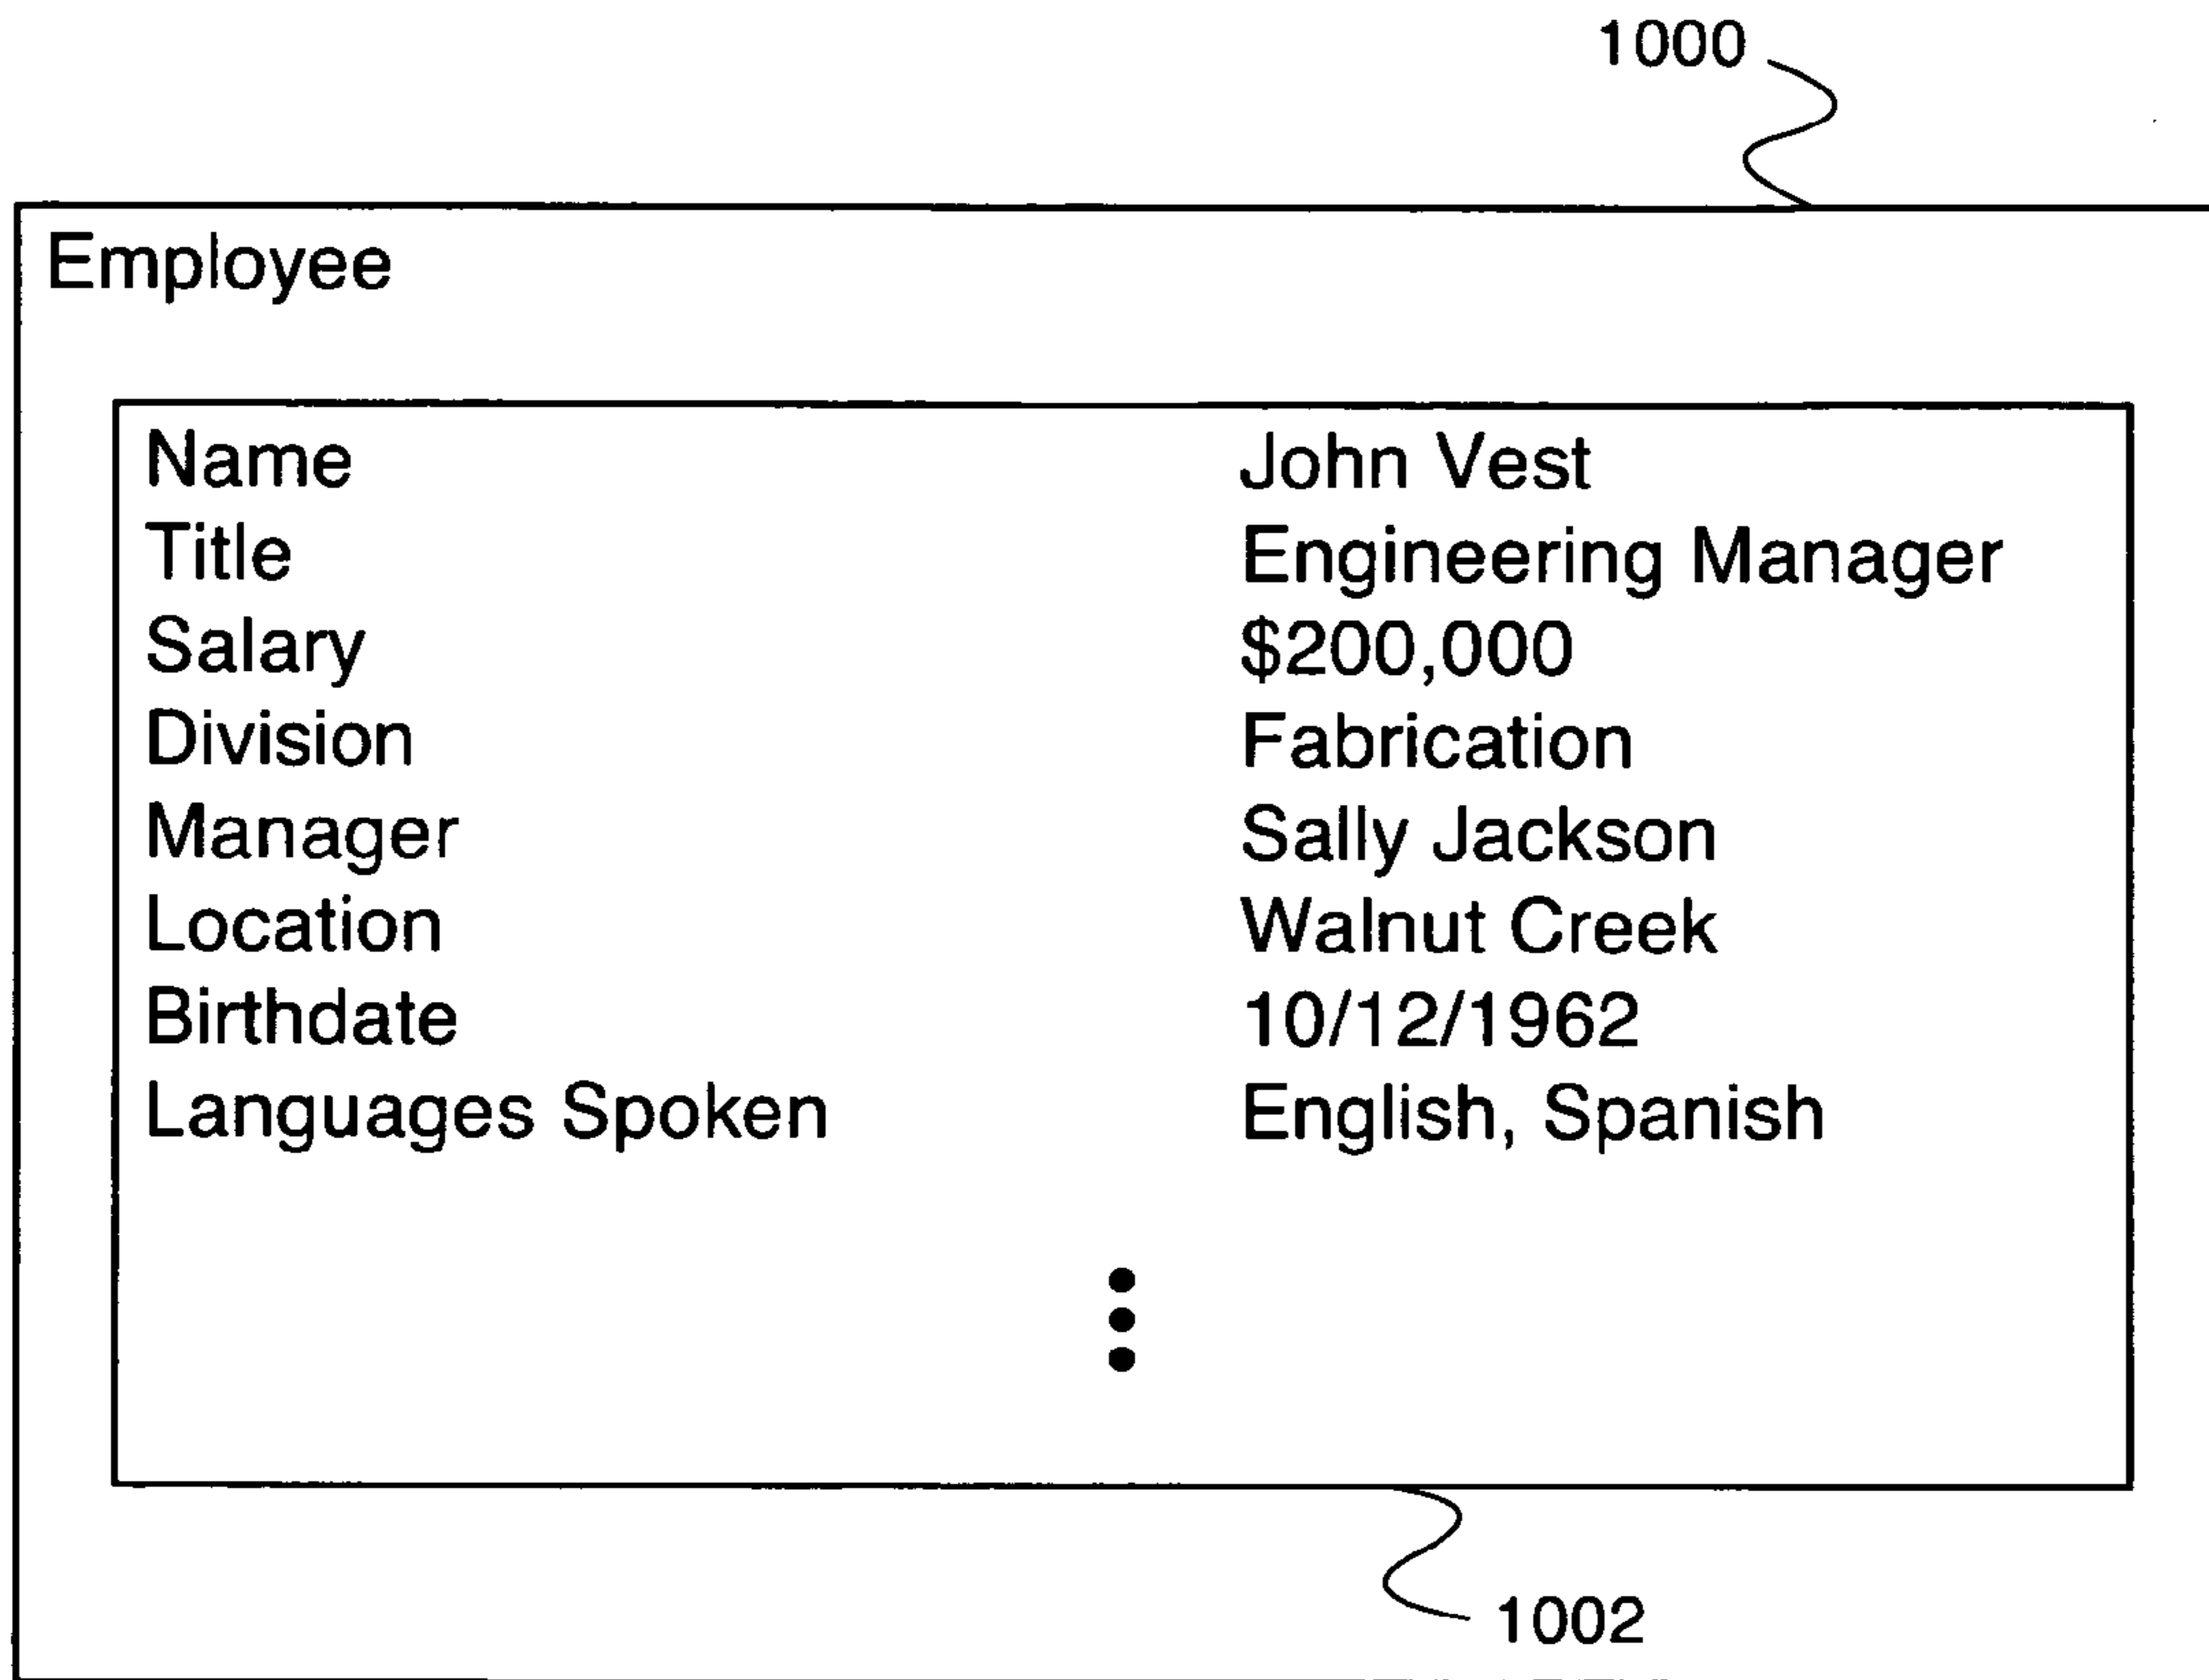 1000
Employee
Name John Vest
Title Engineering Manager
Salary $200,000
Division Fabrication
Manager Sally Jackson
Location Walnut Creek
Birthdate 10/12/1962
Languages Spoken English, Spanish
1002